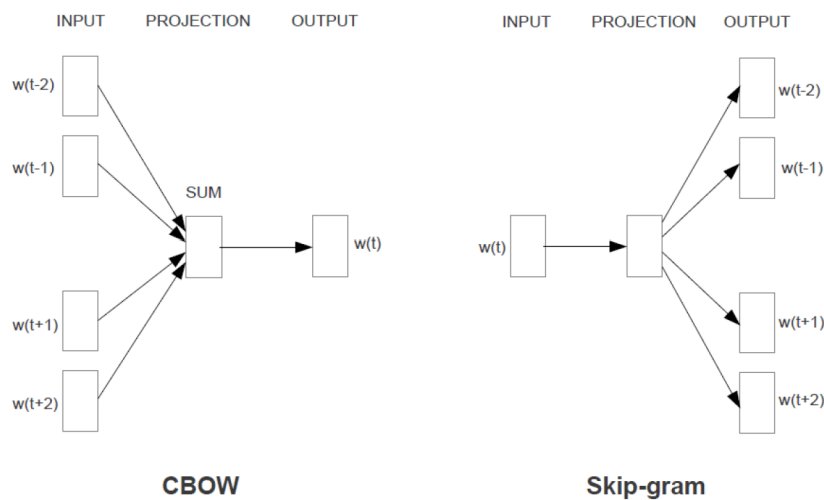 INPUT PROJECTION OUTPUT
w(t-2)
w(t-1)
SUM
w(t)
w(t+1)
w(t+2)
CBOW
INPUT PROJECTION OUTPUT
w(t-2)
w(t-1)
w(t)
w(t+1)
w(t+2)
Skip-gram